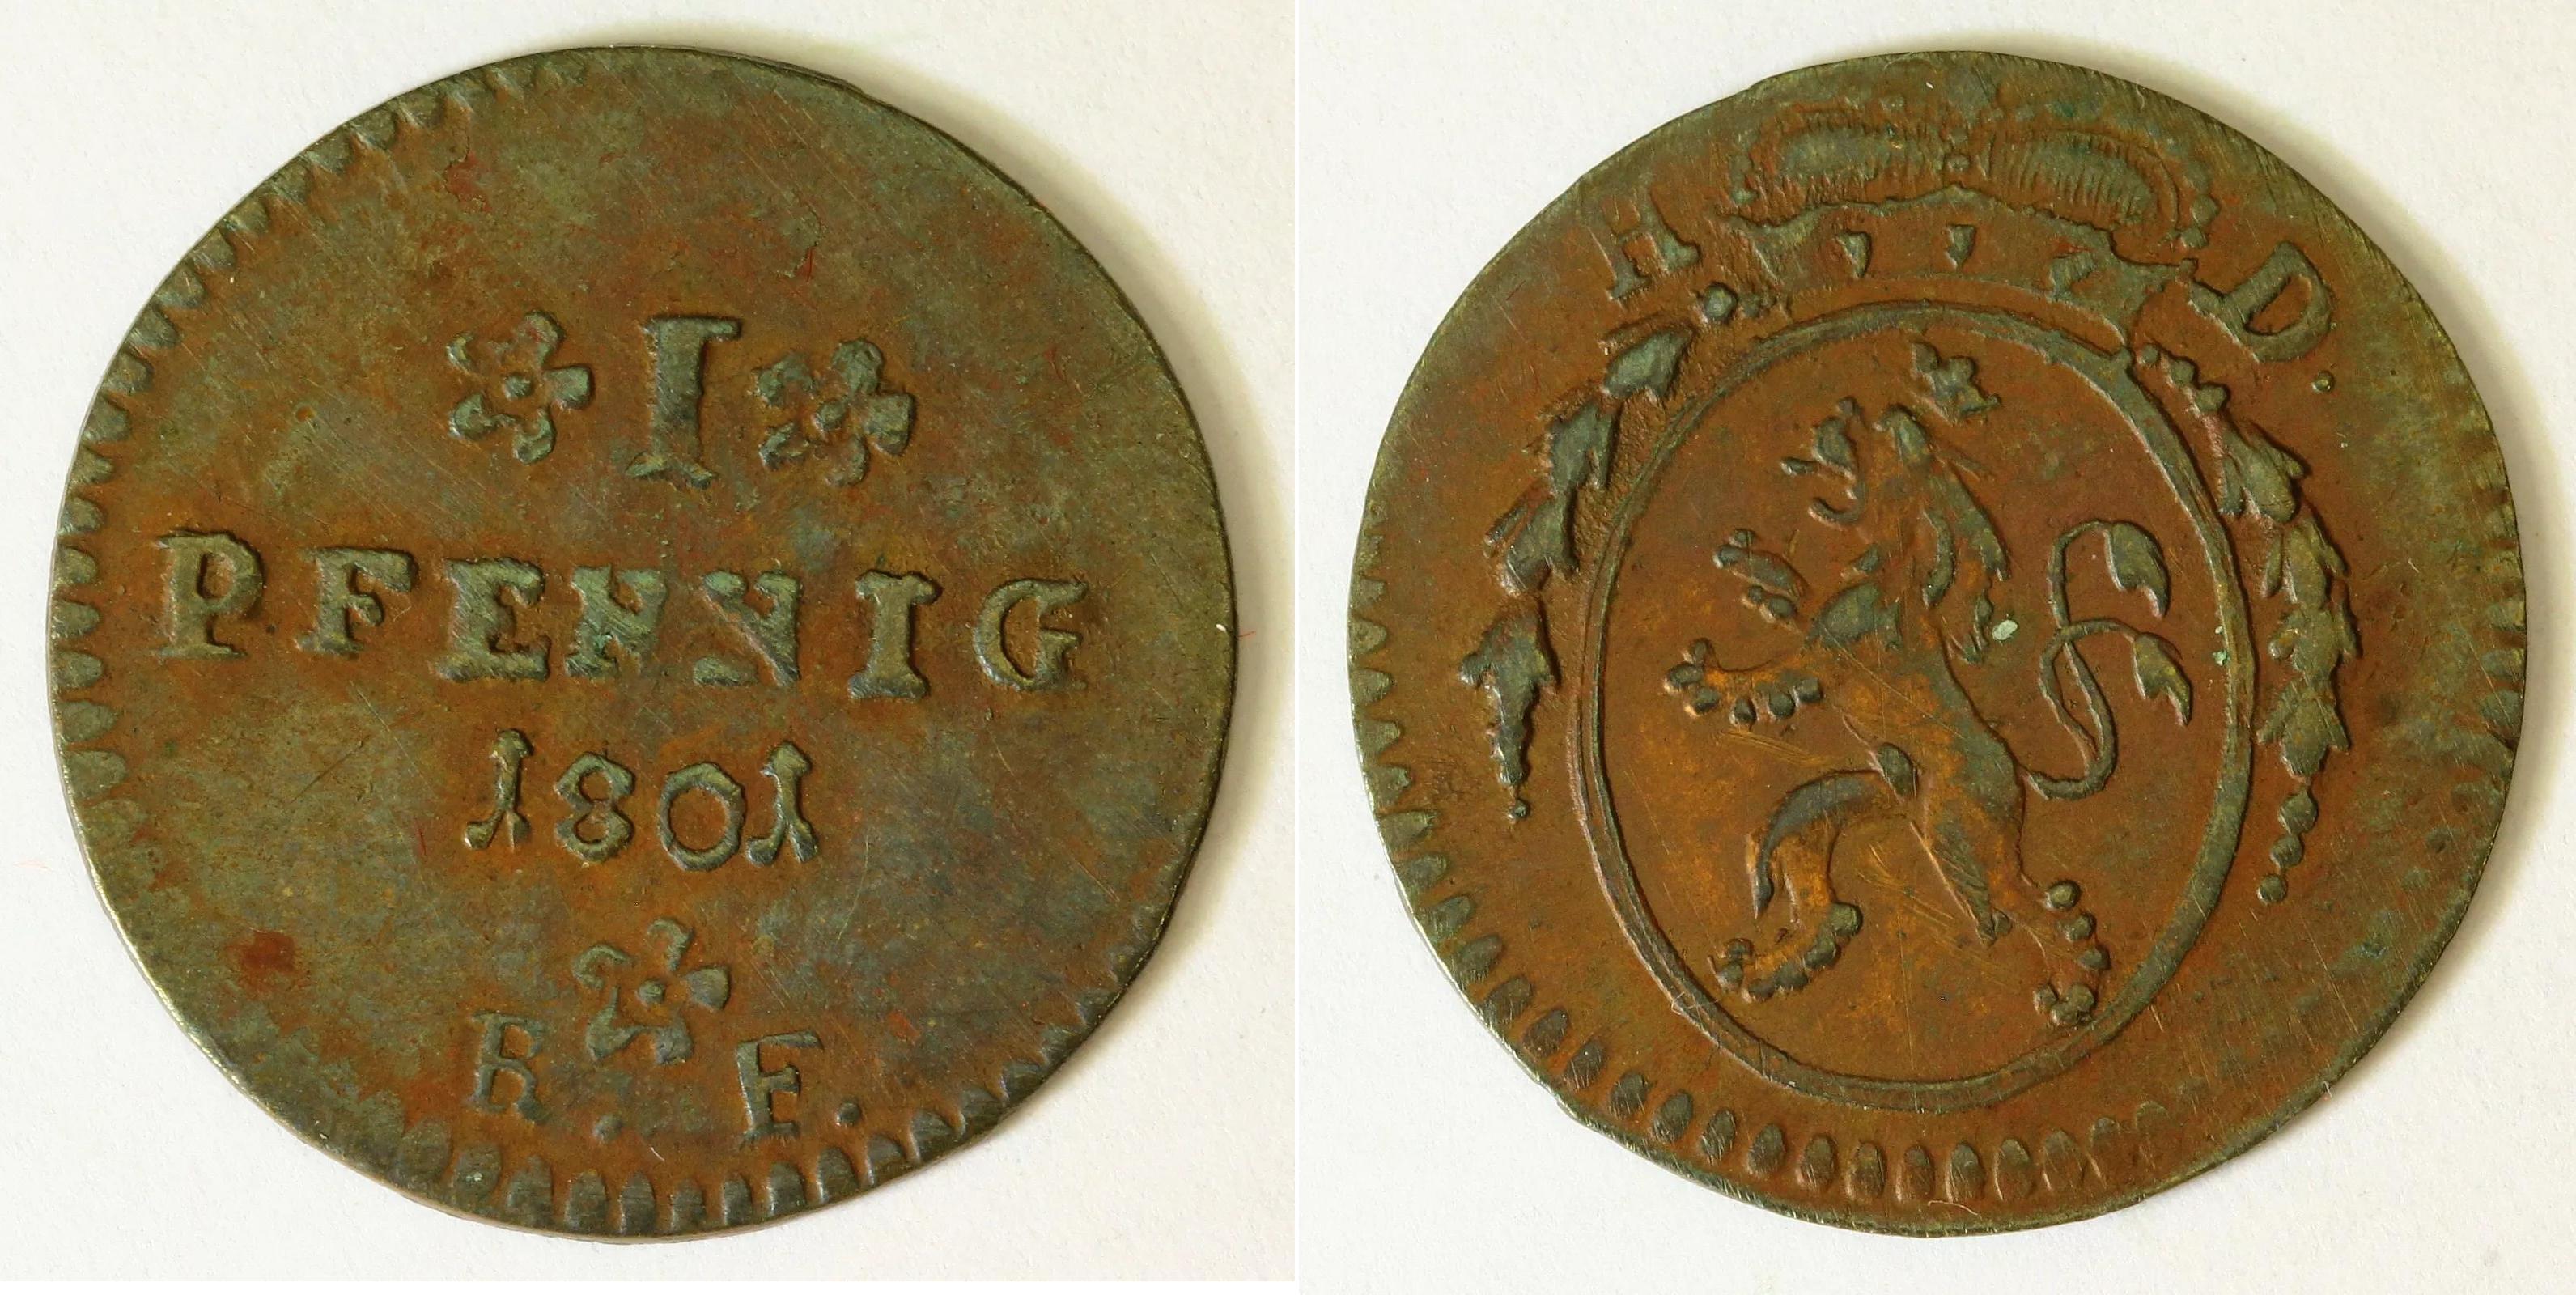 I
PFENNIG
1801
R. F.
H. D.